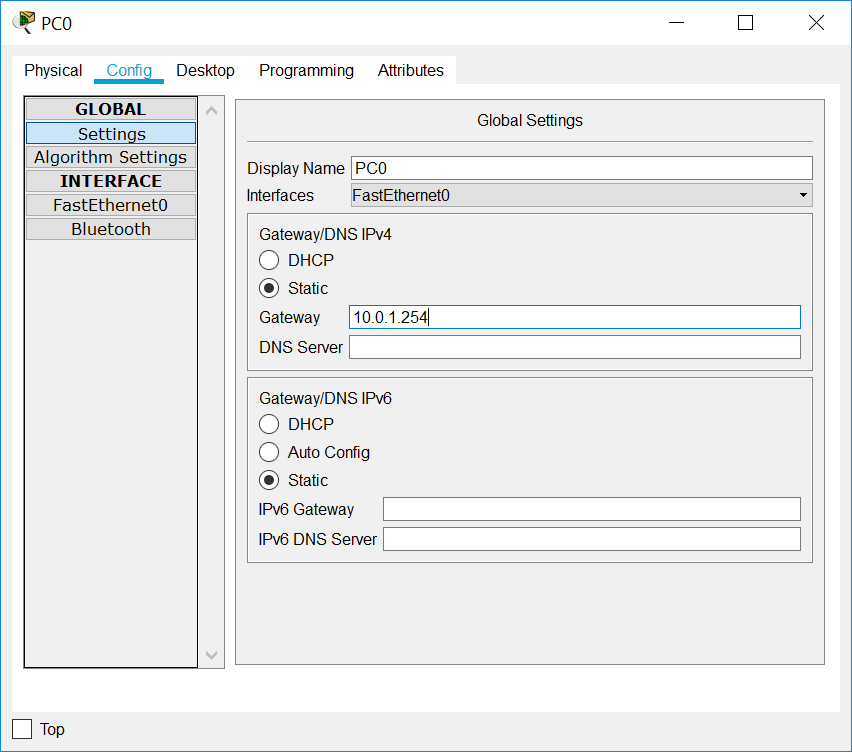 PC0
Physical Config Desktop Programming Attributes
GLOBAL
Settings
Algorithm Settings
INTERFACE
FastEthernet0
Bluetooth
Global Settings
Display Name PC0
Interfaces FastEthernet0
Gateway/DNS IPv4
DHCP
Static
Gateway 10.0.1.254
DNS Server
Gateway/DNS IPv6
DHCP
Auto Config
Static
IPv6 Gateway
IPv6 DNS Server
Top